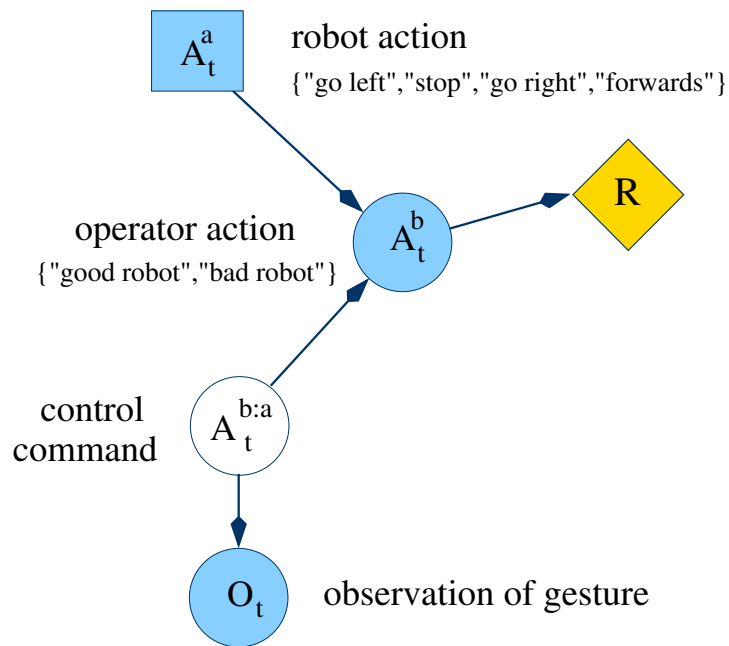 A_t^a
robot action
{"go left","stop","go right","forwards"}
R
operator action
{"good robot","bad robot"}
A_t^b
control
command
A_t^{b:a}
O_t
observation of gesture